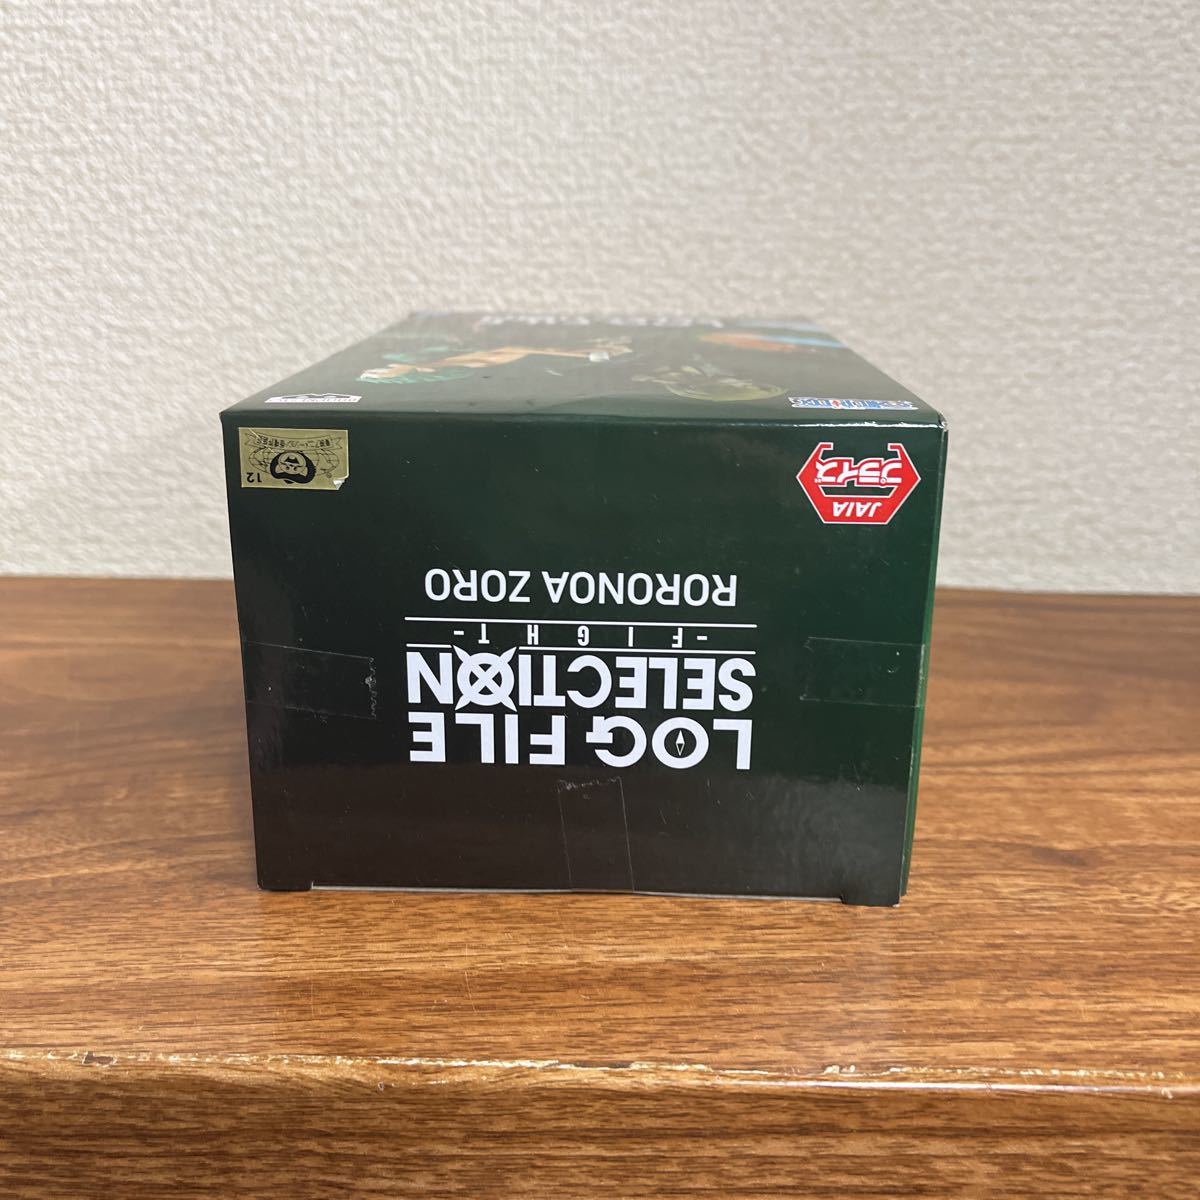 LOG FILE
SELECTION
-FIGHT-
RORONOA ZORO
JAIA
プライズ
12